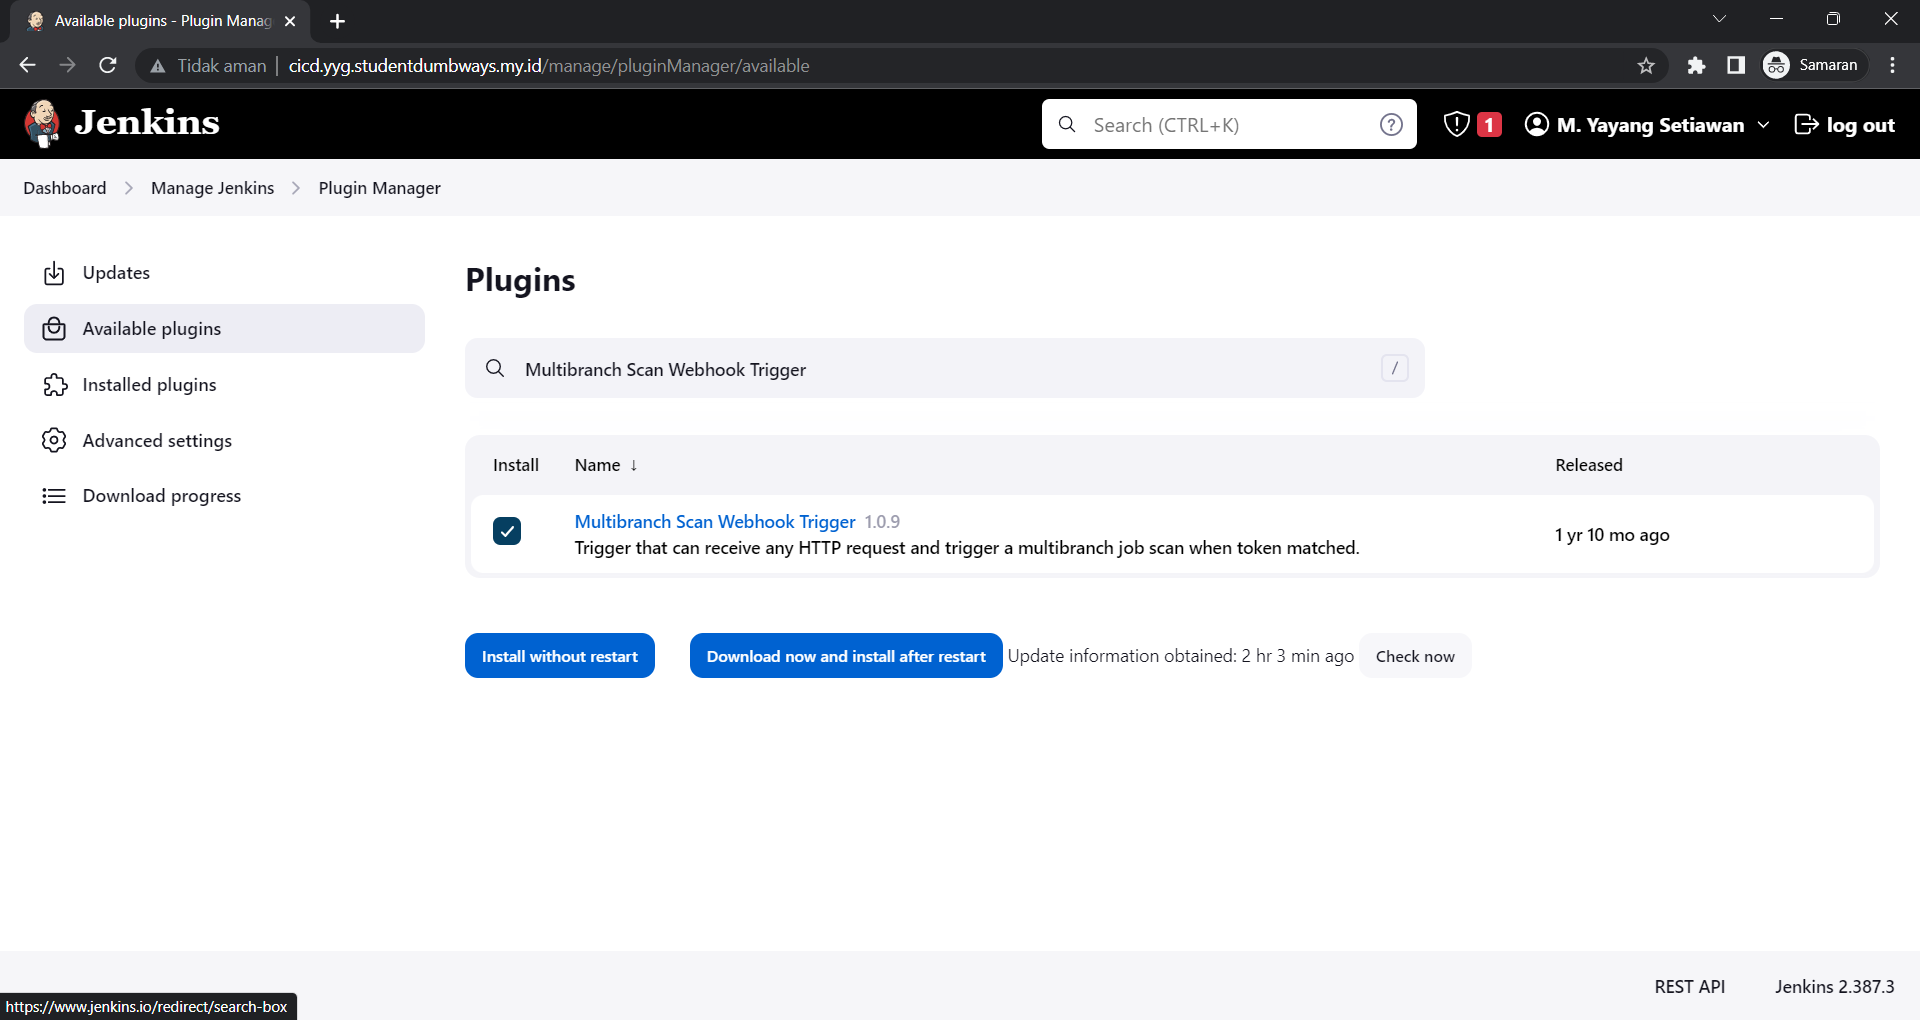 Available plugins - Plugin Manag
Tidak aman
cicd.yyg.studentdumbways.my.id/manage/pluginManager/available
Samaran
Jenkins
Search (CTRL+K)
1
M. Yayang Setiawan
log out
Dashboard
Manage Jenkins
Plugin Manager
Updates
Available plugins
Installed plugins
Advanced settings
Download progress
Plugins
Multibranch Scan Webhook Trigger
/
Install
Name ↓
Released
Multibranch Scan Webhook Trigger 1.0.9
Trigger that can receive any HTTP request and trigger a multibranch job scan when token matched.
1 yr 10 mo ago
Install without restart
Download now and install after restart
Update information obtained: 2 hr 3 min ago
Check now
REST API
Jenkins 2.387.3
https://www.jenkins.io/redirect/search-box